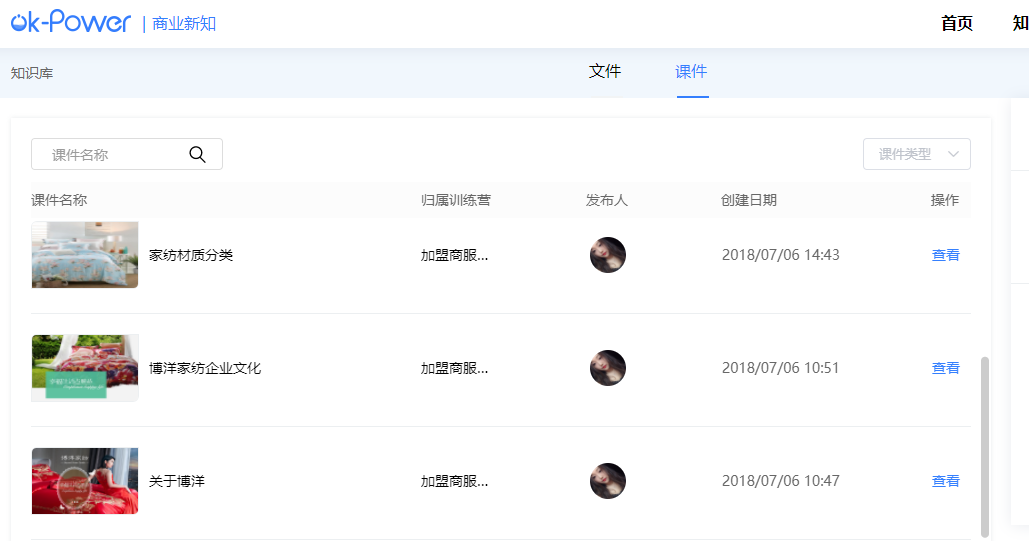 ok-Power | 商业新知
首页
知
知识库
文件
课件
课件名称
课件类型
课件名称 归属训练营 发布人 创建日期 操作
家纺材质分类 加盟商服... 2018/07/06 14:43 查看
博洋家纺企业文化 加盟商服... 2018/07/06 10:51 查看
关于博洋 加盟商服... 2018/07/06 10:47 查看